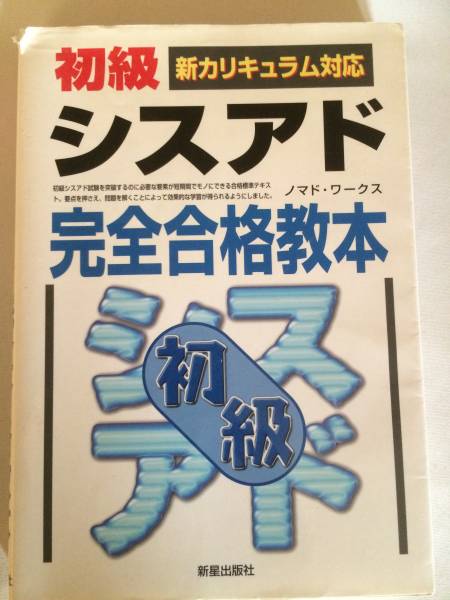 初級 新カリキュラム対応
シスアド
初級シスアド試験を突破するのに必要な要素が短期間でモノにできる合格標準テキス
ト。要点を押さえ、問題を解くことによって効果的な学習が得られるようにしました。
ノマド・ワークス
完全合格教本
シス
アド
初級
新星出版社